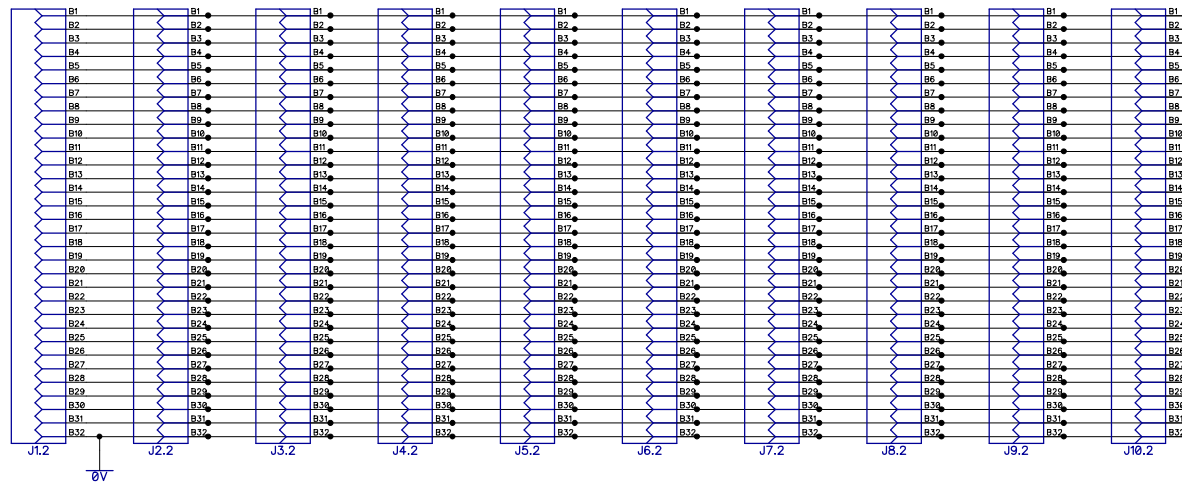 B1 B1 B1 B1 B1 B1 B1 B1 B1 B1
B2 B2 B2 B2 B2 B2 B2 B2 B2 B2
B3 B3 B3 B3 B3 B3 B3 B3 B3 B3
B4 B4 B4 B4 B4 B4 B4 B4 B4 B4
B5 B5 B5 B5 B5 B5 B5 B5 B5 B5
B6 B6 B6 B6 B6 B6 B6 B6 B6 B6
B7 B7 B7 B7 B7 B7 B7 B7 B7 B7
B8 B8 B8 B8 B8 B8 B8 B8 B8 B8
B9 B9 B9 B9 B9 B9 B9 B9 B9 B9
B10 B10 B10 B10 B10 B10 B10 B10 B10 B10
B11 B11 B11 B11 B11 B11 B11 B11 B11 B11
B12 B12 B12 B12 B12 B12 B12 B12 B12 B12
B13 B13 B13 B13 B13 B13 B13 B13 B13 B13
B14 B14 B14 B14 B14 B14 B14 B14 B14 B14
B15 B15 B15 B15 B15 B15 B15 B15 B15 B15
B16 B16 B16 B16 B16 B16 B16 B16 B16 B16
B17 B17 B17 B17 B17 B17 B17 B17 B17 B17
B18 B18 B18 B18 B18 B18 B18 B18 B18 B18
B19 B19 B19 B19 B19 B19 B19 B19 B19 B19
B20 B20 B20 B20 B20 B20 B20 B20 B20 B20
B21 B21 B21 B21 B21 B21 B21 B21 B21 B21
B22 B22 B22 B22 B22 B22 B22 B22 B22 B22
B23 B23 B23 B23 B23 B23 B23 B23 B23 B23
B24 B24 B24 B24 B24 B24 B24 B24 B24 B24
B25 B25 B25 B25 B25 B25 B25 B25 B25 B25
B26 B26 B26 B26 B26 B26 B26 B26 B26 B26
B27 B27 B27 B27 B27 B27 B27 B27 B27 B27
B28 B28 B28 B28 B28 B28 B28 B28 B28 B28
B29 B29 B29 B29 B29 B29 B29 B29 B29 B29
B30 B30 B30 B30 B30 B30 B30 B30 B30 B30
B31 B31 B31 B31 B31 B31 B31 B31 B31 B31
B32 B32 B32 B32 B32 B32 B32 B32 B32 B32
J1.2 J2.2 J3.2 J4.2 J5.2 J6.2 J7.2 J8.2 J9.2 J10.2
0V